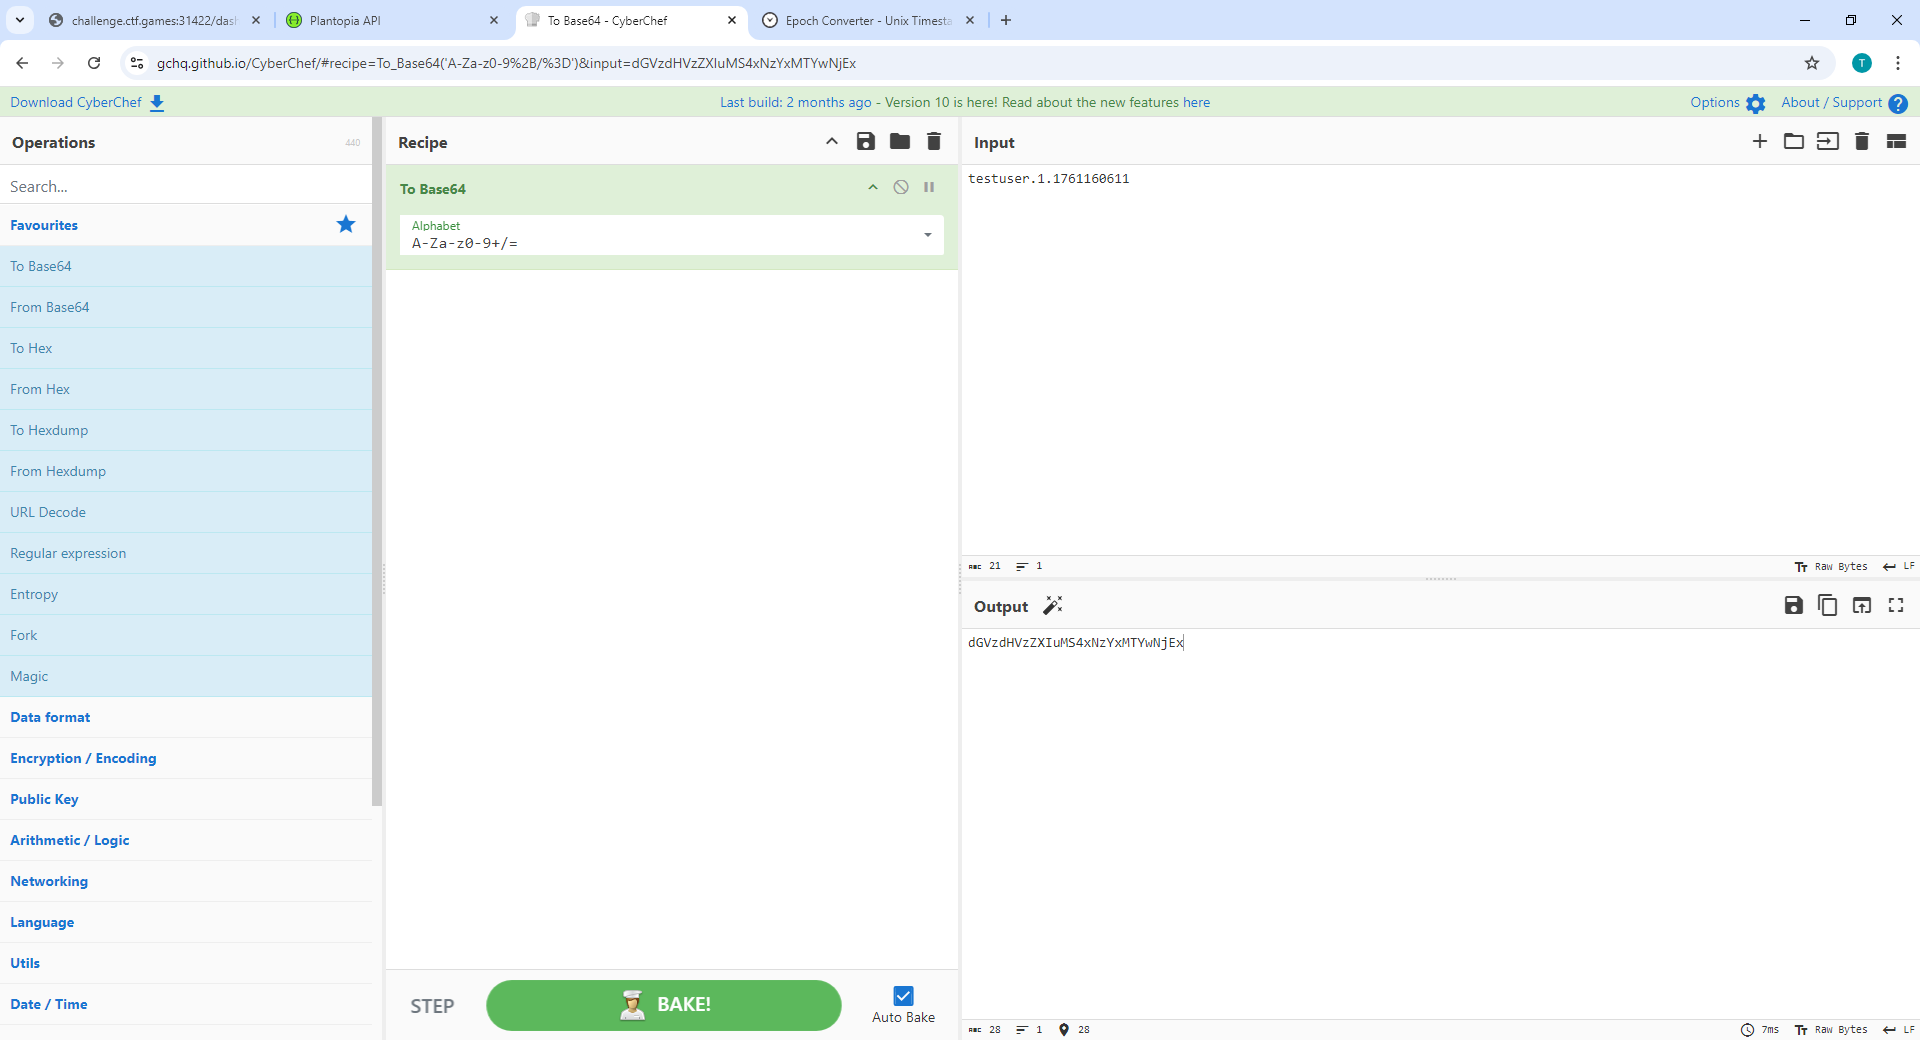 challenge.ctf.games:31422/das
Plantopia API
To Base64 - CyberChef
Epoch Converter - Unix Timesta
gchq.github.io/CyberChef/#recipe=To_Base64('A-Za-z0-9%2B/%3D')&input=dGVzdHVzZXIuMS4xNzYxMTYwNjEx
T
Download CyberChef
Last build: 2 months ago - Version 10 is here! Read about the new features here
Options
About / Support
Operations
440
Search...
Favourites
To Base64
From Base64
To Hex
From Hex
To Hexdump
From Hexdump
URL Decode
Regular expression
Entropy
Fork
Magic
Data format
Encryption / Encoding
Public Key
Arithmetic / Logic
Networking
Language
Utils
Date / Time
Recipe
To Base64
Alphabet
A-Za-z0-9+/=
STEP
BAKE!
Auto Bake
Input
testuser.1.1761160611
ABC 21 1
Raw Bytes LF
Output
dGVzdHVzZXIuMS4xNzYxMTYwNjEx
ABC 28 1 28
7ms Raw Bytes LF